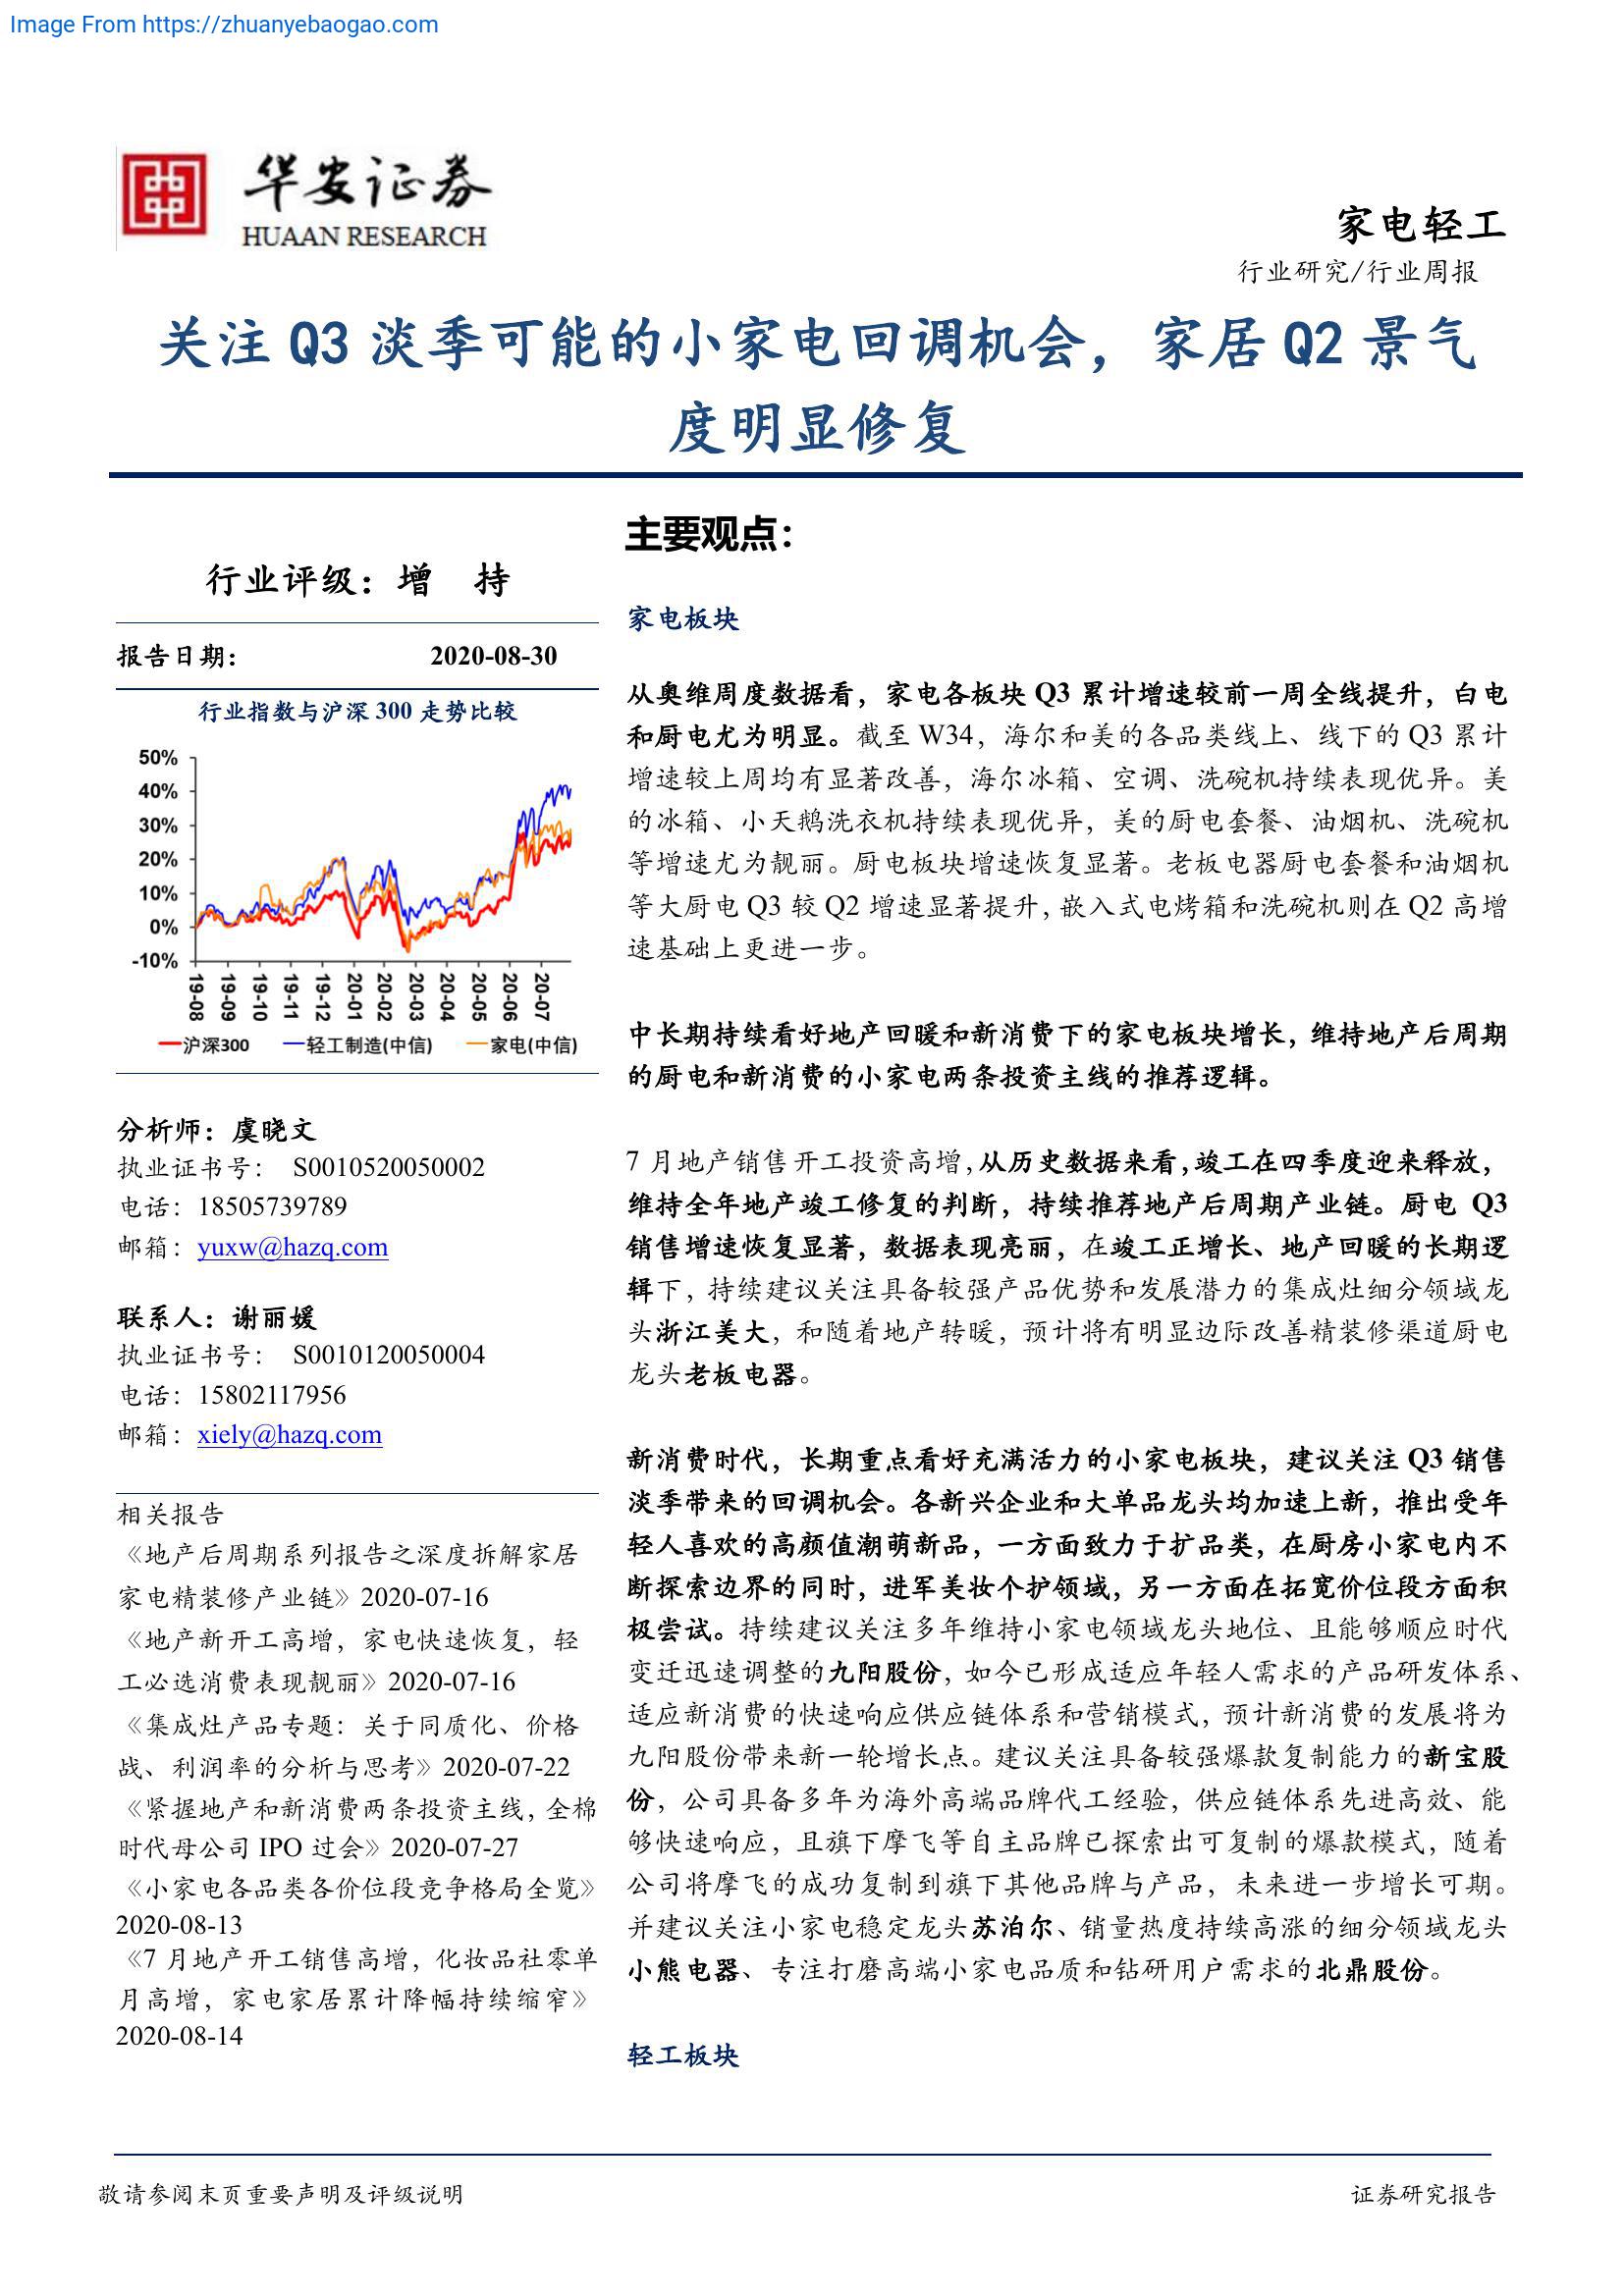 Image From https://zhuanyebaogao.com
华安证券
HUAAN RESEARCH
家电轻工
行业研究/行业周报
关注 Q3 淡季可能的小家电回调机会，家居 Q2 景气
度明显修复
行业评级：增 持
报告日期： 2020-08-30
行业指数与沪深 300 走势比较
50%
40%
30%
20%
10%
0%
-10%
19-08
19-09
19-10
19-11
19-12
20-01
20-02
20-03
20-04
20-05
20-06
20-07
沪深300 轻工制造(中信) 家电(中信)
分析师：虞晓文
执业证书号： S0010520050002
电话：18505739789
邮箱：yuxw@hazq.com
联系人：谢丽媛
执业证书号： S0010120050004
电话：15802117956
邮箱：xiely@hazq.com
相关报告
《地产后周期系列报告之深度拆解家居
家电精装修产业链》2020-07-16
《地产新开工高增，家电快速恢复，轻
工必选消费表现靓丽》2020-07-16
《集成灶产品专题：关于同质化、价格
战、利润率的分析与思考》2020-07-22
《紧握地产和新消费两条投资主线，全棉
时代母公司 IPO 过会》2020-07-27
《小家电各品类各价位段竞争格局全览》
2020-08-13
《7 月地产开工销售高增，化妆品社零单
月高增，家电家居累计降幅持续缩窄》
2020-08-14
主要观点：
家电板块
从奥维周度数据看，家电各板块 Q3 累计增速较前一周全线提升，白电
和厨电尤为明显。截至 W34，海尔和美的各品类线上、线下的 Q3 累计
增速较上周均有显著改善，海尔冰箱、空调、洗碗机持续表现优异。美
的冰箱、小天鹅洗衣机持续表现优异，美的厨电套餐、油烟机、洗碗机
等增速尤为靓丽。厨电板块增速恢复显著。老板电器厨电套餐和油烟机
等大厨电 Q3 较 Q2 增速显著提升，嵌入式电烤箱和洗碗机则在 Q2 高增
速基础上更进一步。
中长期持续看好地产回暖和新消费下的家电板块增长，维持地产后周期
的厨电和新消费的小家电两条投资主线的推荐逻辑。
7 月地产销售开工投资高增，从历史数据来看，竣工在四季度迎来释放，
维持全年地产竣工修复的判断，持续推荐地产后周期产业链。厨电 Q3
销售增速恢复显著，数据表现亮丽，在竣工正增长、地产回暖的长期逻
辑下，持续建议关注具备较强产品优势和发展潜力的集成灶细分领域龙
头浙江美大，和随着地产转暖，预计将有明显边际改善精装修渠道厨电
龙头老板电器。
新消费时代，长期重点看好充满活力的小家电板块，建议关注 Q3 销售
淡季带来的回调机会。各新兴企业和大单品龙头均加速上新，推出受年
轻人喜欢的高颜值潮萌新品，一方面致力于扩品类，在厨房小家电内不
断探索边界的同时，进军美妆个护领域，另一方面在拓宽价位段方面积
极尝试。持续建议关注多年维持小家电领域龙头地位、且能够顺应时代
变迁迅速调整的九阳股份，如今已形成适应年轻人需求的产品研发体系、
适应新消费的快速响应供应链体系和营销模式，预计新消费的发展将为
九阳股份带来新一轮增长点。建议关注具备较强爆款复制能力的新宝股
份，公司具备多年为海外高端品牌代工经验，供应链体系先进高效、能
够快速响应，且旗下摩飞等自主品牌已探索出可复制的爆款模式，随着
公司将摩飞的成功复制到旗下其他品牌与产品，未来进一步增长可期。
并建议关注小家电稳定龙头苏泊尔、销量热度持续高涨的细分领域龙头
小熊电器、专注打磨高端小家电品质和钻研用户需求的北鼎股份。
轻工板块
敬请参阅末页重要声明及评级说明 证券研究报告